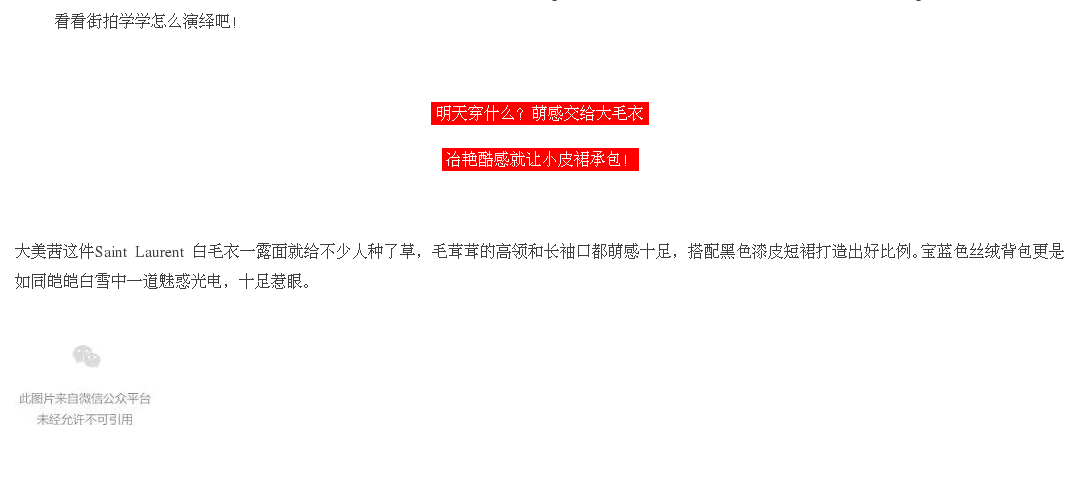 看看街拍学学怎么演绎吧！
明天穿什么？萌感交给大毛衣
冶艳酷感就让小皮裙承包！
大美茜这件Saint Laurent 白毛衣一露面就给不少人种了草，毛茸茸的高领和长袖口都萌感十足，搭配黑色漆皮短裙打造出好比例。宝蓝色丝绒背包更是
如同皑皑白雪中一道魅惑光电，十足惹眼。
此图片来自微信公众平台
未经允许不可引用